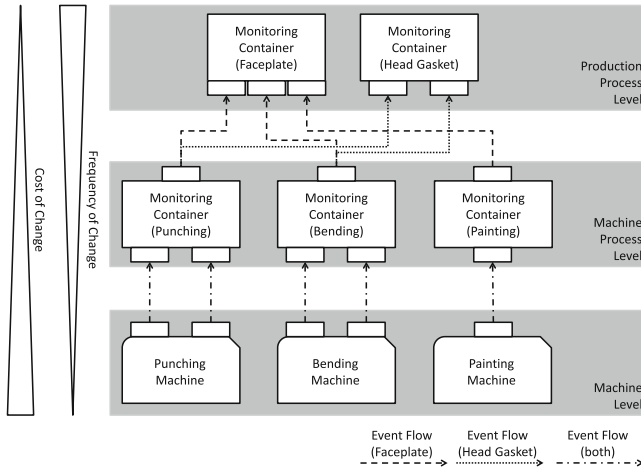 Monitoring
Container
(Faceplate)
Monitoring
Container
(Head Gasket)
Production
Process
Level
Cost of Change
Frequency of Change
Monitoring
Container
(Punching)
Monitoring
Container
(Bending)
Monitoring
Container
(Painting)
Machine
Process
Level
Punching
Machine
Bending
Machine
Painting
Machine
Machine
Level
Event Flow
(Faceplate)
Event Flow
(Head Gasket)
Event Flow
(both)